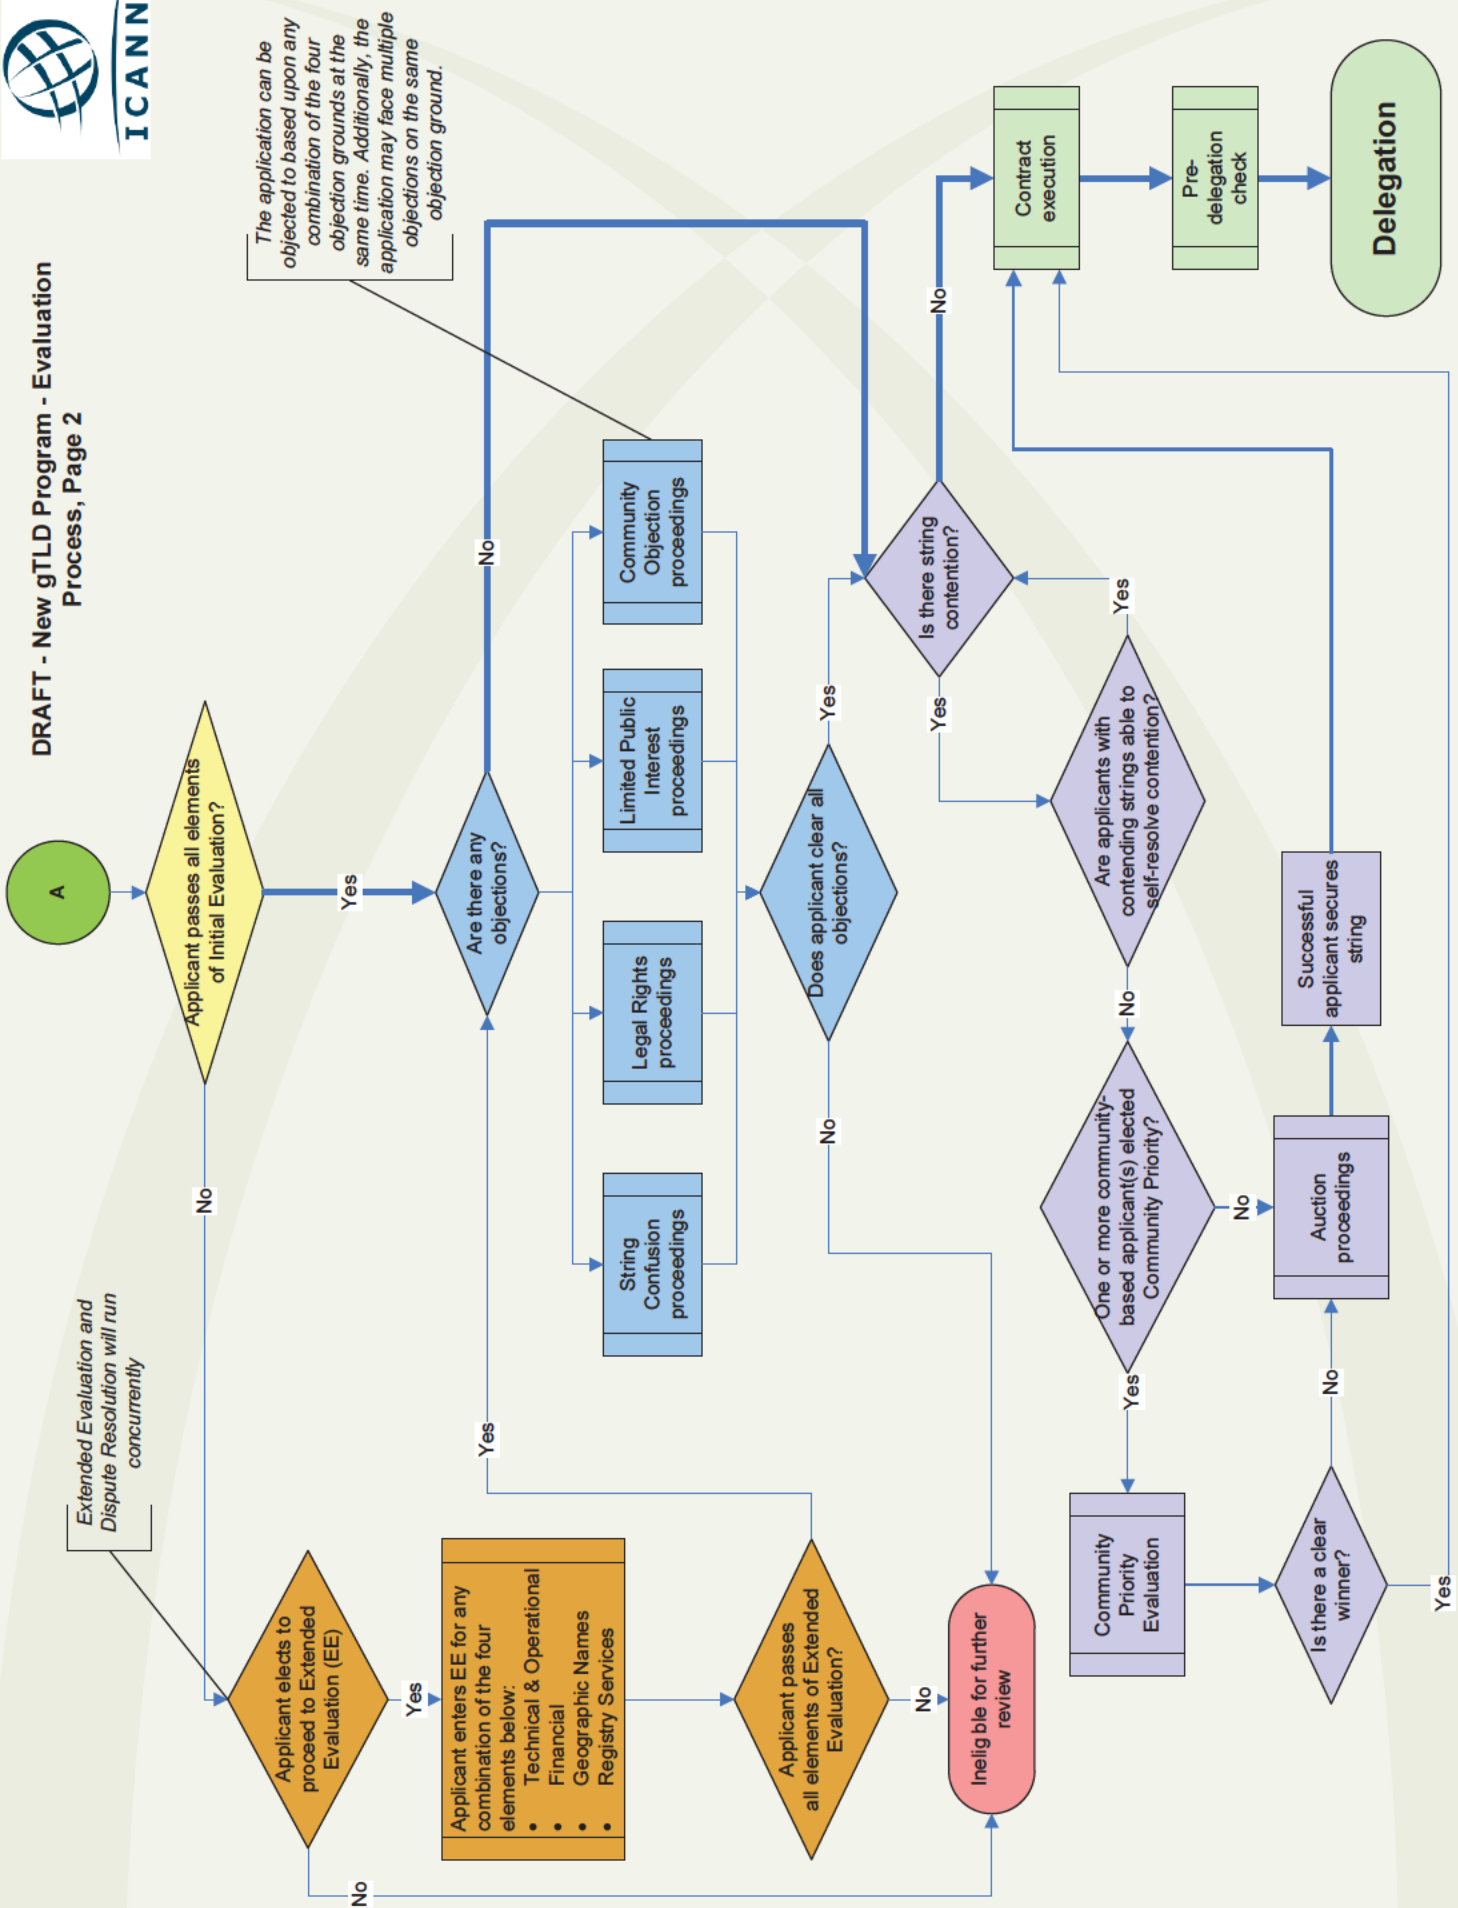 ICANN
DRAFT - New gTLD Program - Evaluation
Process, Page 2
A
Applicant passes all elements
of Initial Evaluation?
No
Yes
Extended Evaluation and
Dispute Resolution will run
concurrently
The application can be
objected to based upon any
combination of the four
objection grounds at the
same time. Additionally, the
application may face multiple
objections on the same
objection ground.
Applicant elects to
proceed to Extended
Evaluation (EE)
No
Yes
Applicant enters EE for any
combination of the four
elements below:
• Technical & Operational
• Financial
• Geographic Names
• Registry Services
Applicant passes
all elements of Extended
Evaluation?
Yes
No
Inelig ble for further
review
Are there any
objections?
No
String
Confusion
proceedings
Legal Rights
proceedings
Limited Public
Interest
proceedings
Community
Objection
proceedings
Does applicant clear all
objections?
No
Yes
Is there string
contention?
No
Yes
Are applicants with
contending strings able to
self-resolve contention?
Yes
No
One or more community-
based applicant(s) elected
Community Priority?
Yes
No
Community
Priority
Evaluation
Is there a clear
winner?
No
Yes
Auction
proceedings
Successful
applicant secures
string
Contract
execution
Pre-
delegation
check
Delegation